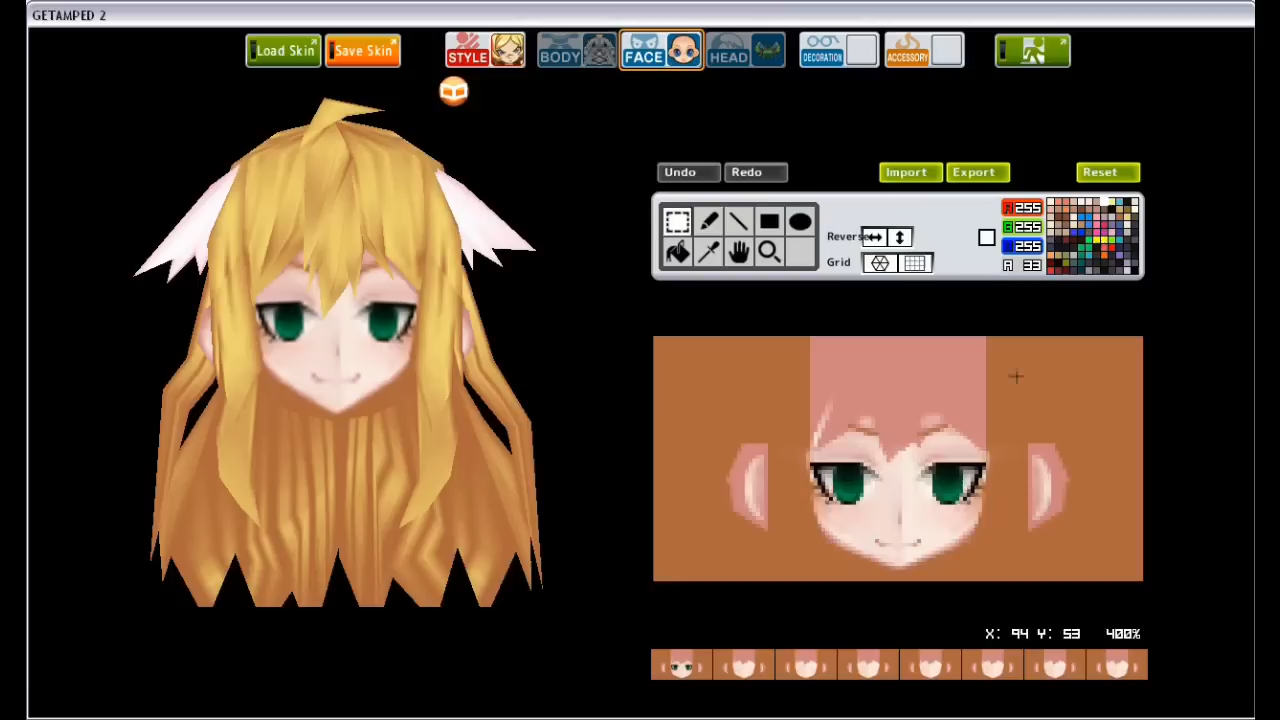 GETAMPED 2
Load Skin Save Skin STYLE BODY FACE HEAD DECORATION ACCESSORY
Undo Redo Import Export Reset
R 255
Reverse G 255
B 255
Grid A 33
X: 94 Y: 53 400%